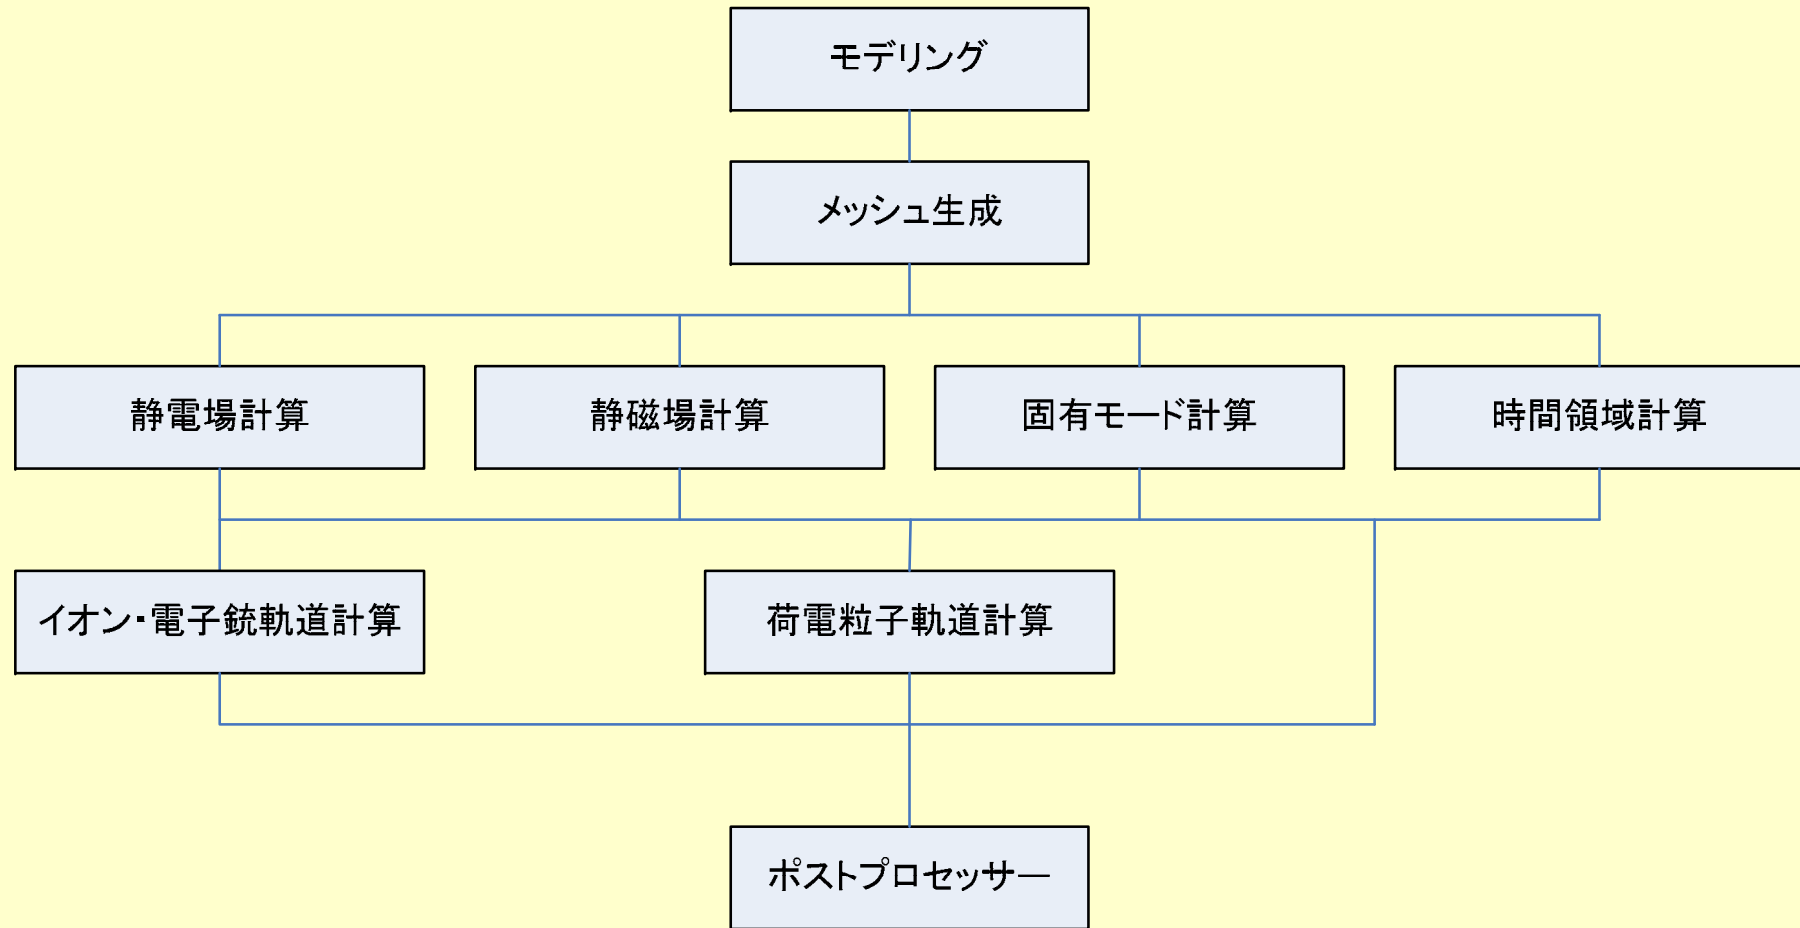 モデリング
メッシュ生成
静電場計算
静磁場計算
固有モード計算
時間領域計算
イオン・電子銃軌道計算
荷電粒子軌道計算
ポストプロセッサー